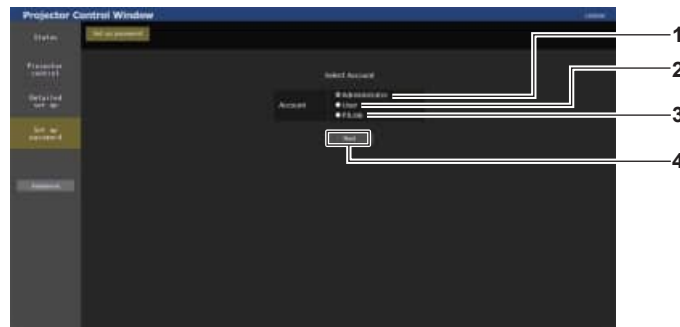 Projector Control Window
Status
Set up password
1
Projector
control
2
Select Account
Detailed
set up
Account
Administrator
User
PJLink
3
Set up
password
Next
4